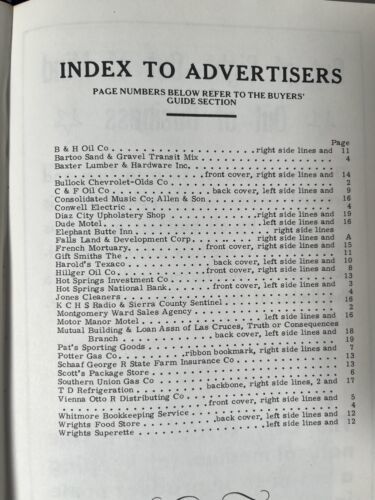 INDEX TO ADVERTISERS
PAGE NUMBERS BELOW REFER TO THE BUYERS'
GUIDE SECTION
Page
B & H Oil Co. . . . . . . . . . right side lines and 11
Bartoo Sand & Gravel Transit Mix . . . . . . . . . . 4
Baxter Lumber & Hardware Inc.
. . . . . . . . . . front cover, right side lines and 14
Bullock Chevrolet-Olds Co . . . . . . . . . . 2
C & F Oil Co . . . . . . . . . . back cover, left side lines and 9
Consolidated Music Co; Allen & Son . . . . . . . . . . 16
Conwell Electric . . . . . . . . . . 4
Diaz City Upholstery Shop . . . . . . . . . . right side lines and 19
Dude Motel . . . . . . . . . . left side lines and 16
Elephant Butte Inn . . . . . . . . . . right side lines
Falls Land & Development Corp . . . . . . . . . . right side lines and A
French Mortuary, . . . . . . . . . . front cover, right side lines and 15
Gift Smiths The . . . . . . . . . . 11
Harold's Texaco . . . . . . . . . . back cover, left side lines and 10
Hillger Oil Co . . . . . . . . . . front cover, right side lines and 8
Hot Springs Investment Co . . . . . . . . . . 13
Hot Springs National Bank . . . . . . . . . . front cover, left side lines and 3
Jones Cleaners . . . . . . . . . . 4
K C H S Radio & Sierra County Sentinel . . . . . . . . . . 16
Montgomery Ward Sales Agency . . . . . . . . . . 2
Motor Manor Motel . . . . . . . . . . left side lines and 16
Mutual Building & Loan Assn of Las Cruces, Truth or Consequences
Branch . . . . . . . . . . back cover, left side lines and 18
Pat's Sporting Goods . . . . . . . . . . 19
Potter Gas Co . . . . . . . . . . ribbon bookmark, right side lines and 7
Schaaf George R State Farm Insurance Co . . . . . . . . . . 13
Scott's Package Store . . . . . . . . . . 13
Southern Union Gas Co . . . . . . . . . . 6
T D Refrigeration . . . . . . . . . . backbone, right side lines, 2 and 17
Vienna Otto R Distributing Co
. . . . . . . . . . front cover, right side lines and 5
Whitmore Bookkeeping Service . . . . . . . . . . 4
Wrights Food Store . . . . . . . . . . back cover, left side lines and 12
Wrights Superette . . . . . . . . . . left side lines and 12